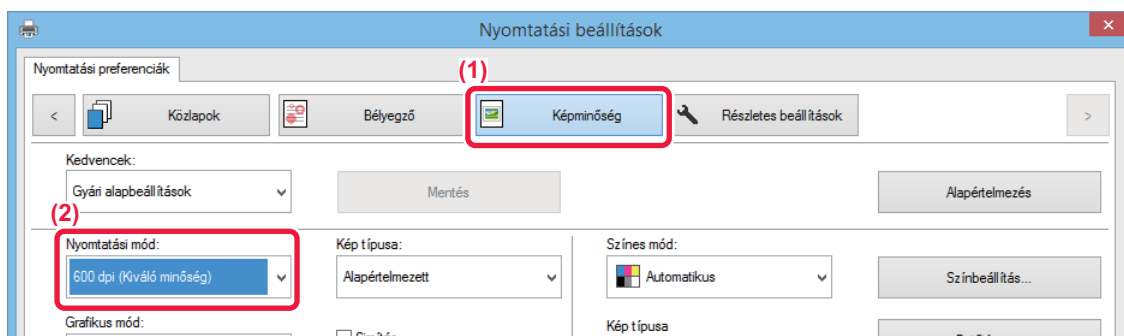 Nyomtatási beállítások
Nyomtatási preferenciák
(1)
< Közlapok Bélyegző Képminőség Részletes beállítások >
Kedvencek:
Gyári alapbeállítások Mentés Alapértelmezés
(2)
Nyomtatási mód: Kép típusa: Színes mód:
600 dpi (Kiváló minőség) Alapértelmezett Automatikus Színbeállítás...
Grafikus mód: Kép típusa